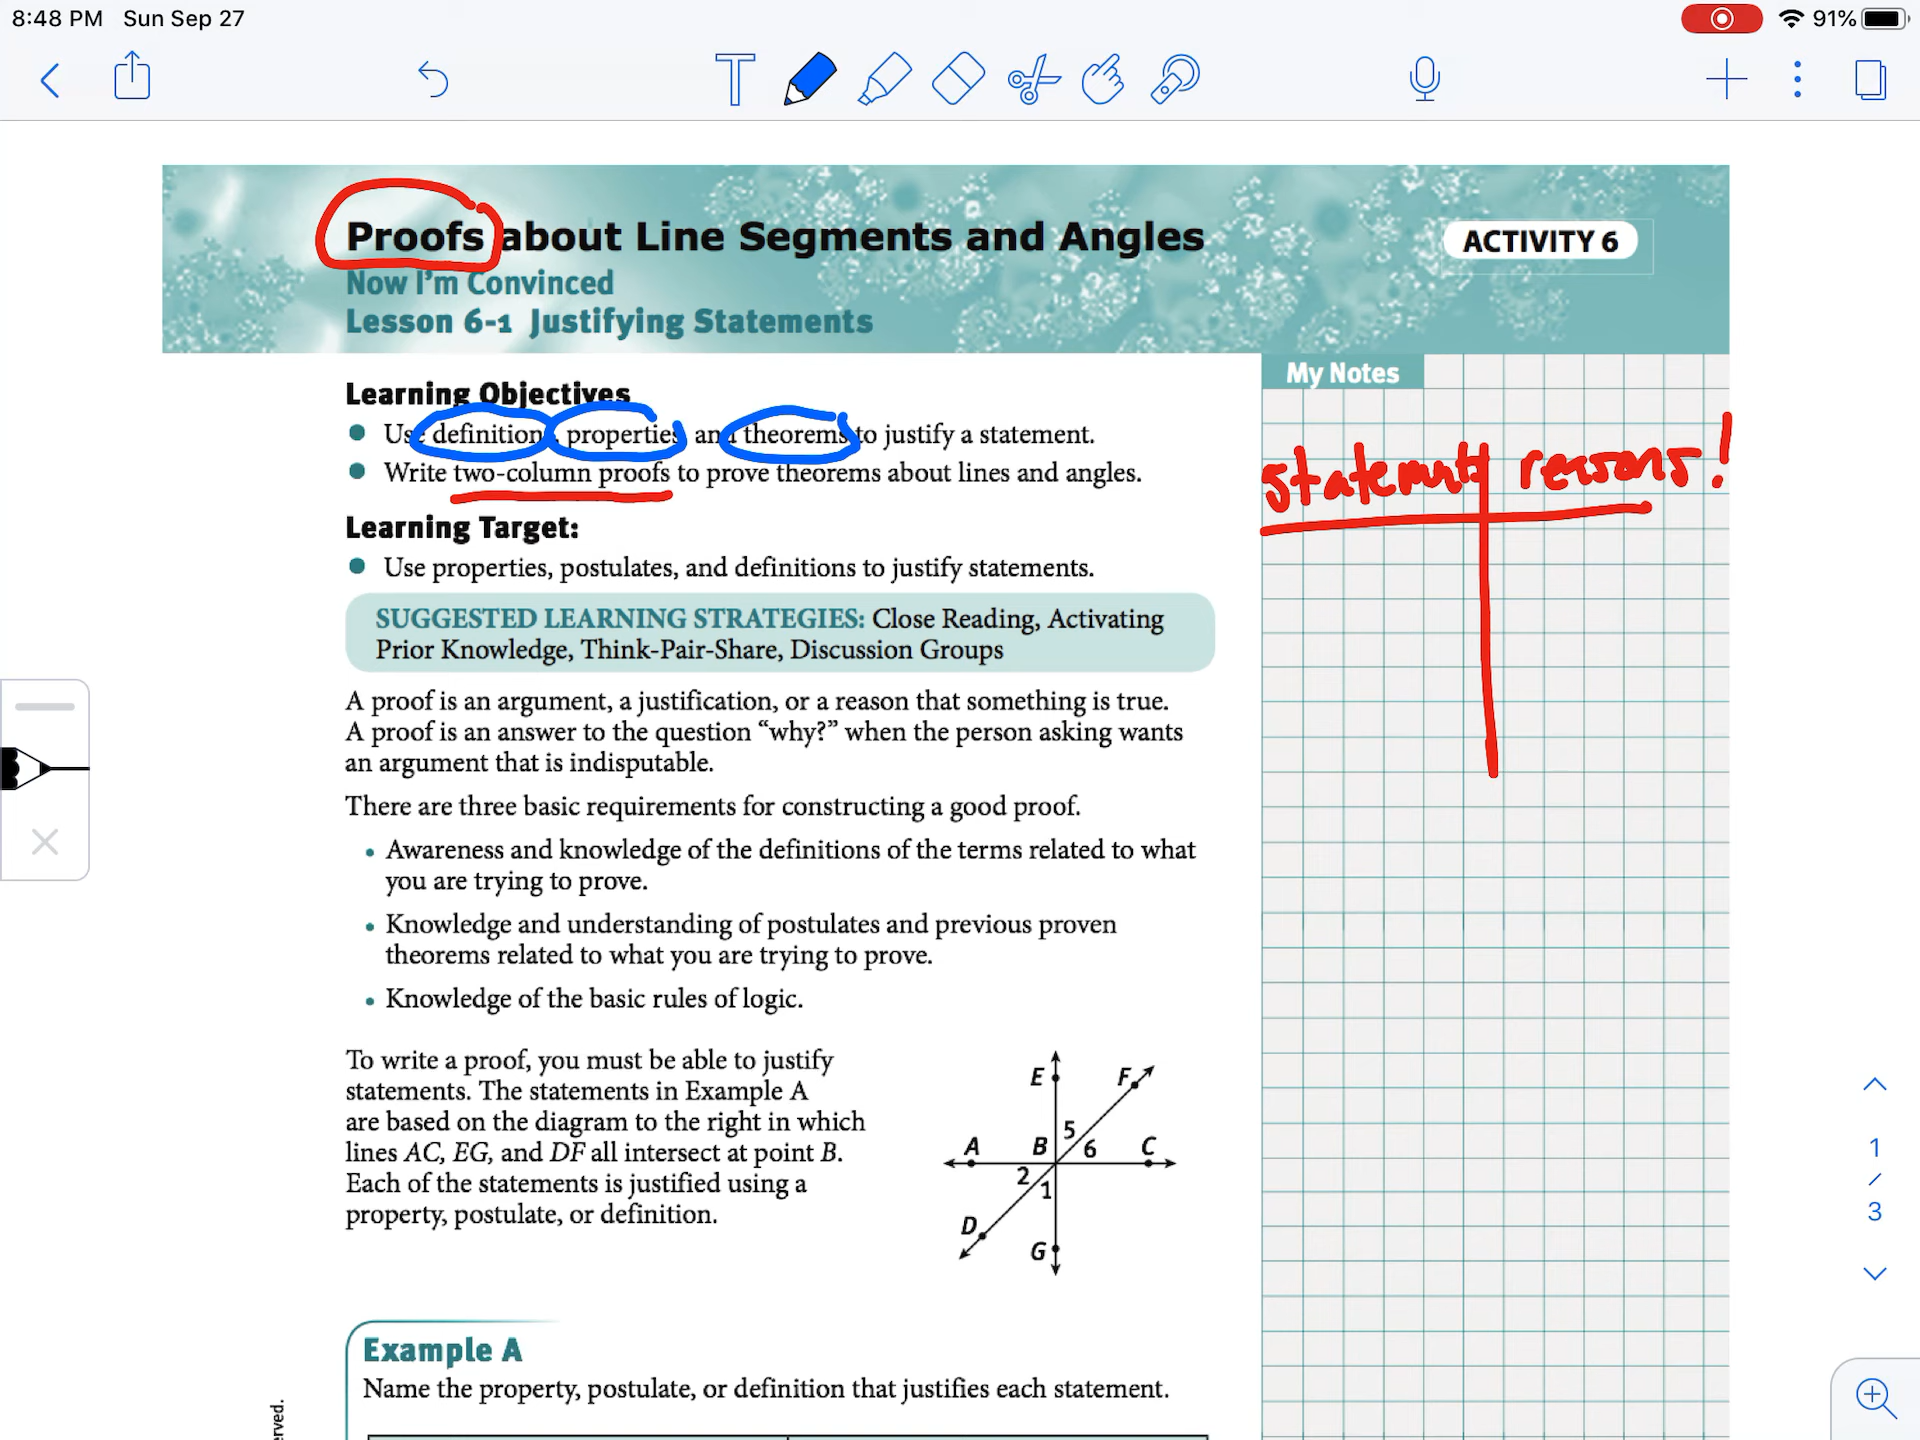 8:48 PM Sun Sep 27
91%
T
Proofs about Line Segments and Angles
ACTIVITY 6
Now I'm Convinced
Lesson 6-1 Justifying Statements
My Notes
Learning Objectives
Use definition, properties, and theorems to justify a statement.
Write two-column proofs to prove theorems about lines and angles.
statements reasons!
Learning Target:
Use properties, postulates, and definitions to justify statements.
SUGGESTED LEARNING STRATEGIES: Close Reading, Activating
Prior Knowledge, Think-Pair-Share, Discussion Groups
A proof is an argument, a justification, or a reason that something is true.
A proof is an answer to the question “why?” when the person asking wants
an argument that is indisputable.
There are three basic requirements for constructing a good proof.
• Awareness and knowledge of the definitions of the terms related to what
you are trying to prove.
• Knowledge and understanding of postulates and previous proven
theorems related to what you are trying to prove.
• Knowledge of the basic rules of logic.
To write a proof, you must be able to justify
statements. The statements in Example A
are based on the diagram to the right in which
lines AC, EG, and DF all intersect at point B.
Each of the statements is justified using a
property, postulate, or definition.
E F
5
A B 6 C
2
1
D
G
1
/
3
Example A
Name the property, postulate, or definition that justifies each statement.
erved.